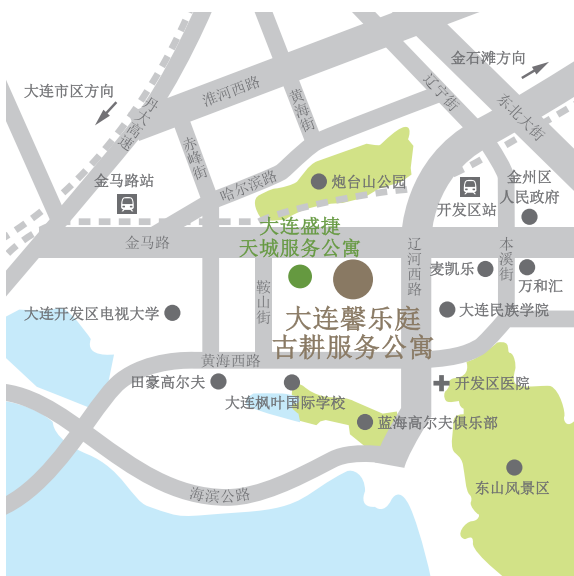 金石滩方向
大连市区方向
淮河西路
黄海街
辽宁街
东北大街
丹大高速
赤峰街
金马路站
哈尔滨路
炮台山公园
开发区站
金州区
人民政府
大连盛捷
天城服务公寓
金马路
辽河西路
本溪街
麦凯乐
万和汇
鞍山街
大连开发区电视大学
大连馨乐庭
古耕服务公寓
大连民族学院
黄海西路
田豪高尔夫
大连枫叶国际学校
开发区医院
蓝海高尔夫俱乐部
海滨公路
东山风景区